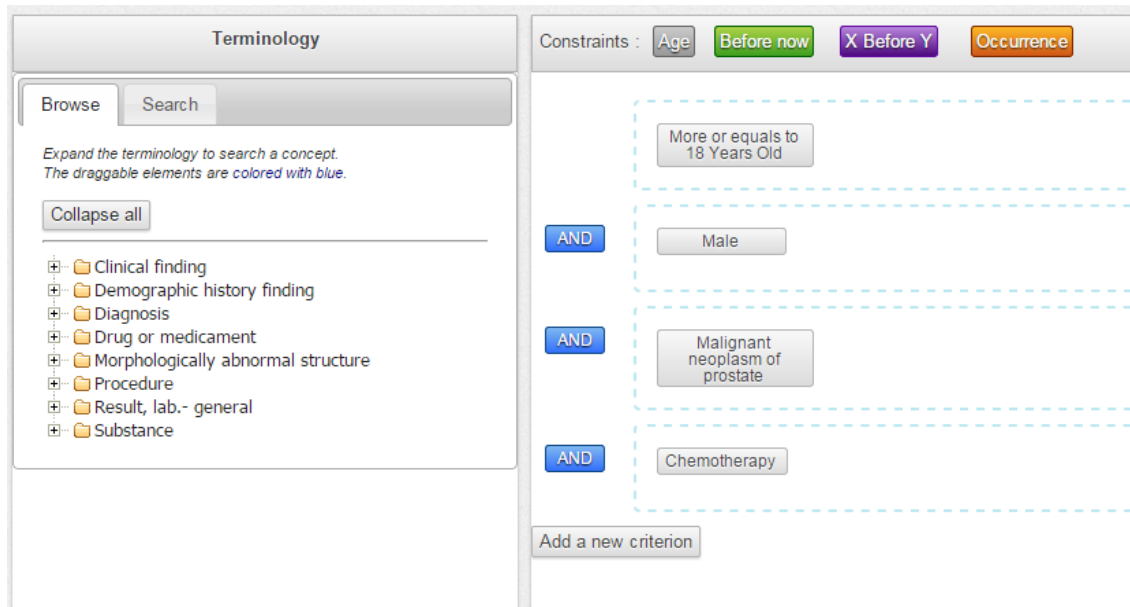 Terminology
Browse
Search
Expand the terminology to search a concept.
The draggable elements are colored with blue.
Collapse all
Clinical finding
Demographic history finding
Diagnosis
Drug or medicament
Morphologically abnormal structure
Procedure
Result, lab.- general
Substance
Constraints : Age Before now X Before Y Occurrence
More or equals to
18 Years Old
AND
Male
AND
Malignant
neoplasm of
prostate
AND
Chemotherapy
Add a new criterion